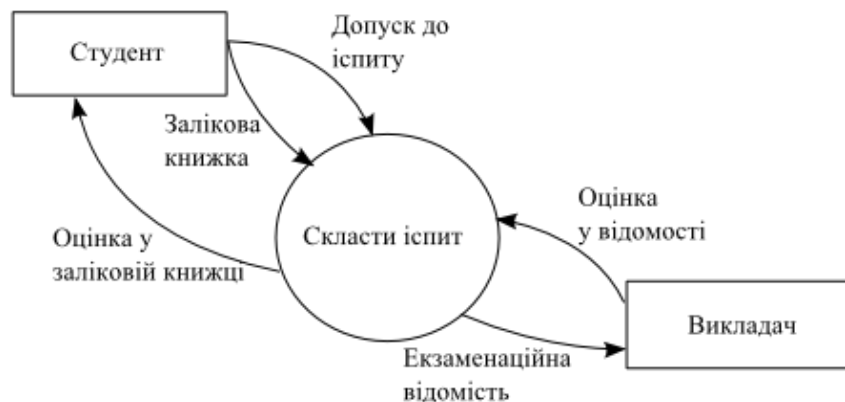 Студент
Допуск до
іспиту
Залікова
книжка
Оцінка у
заліковій книжці
Скласти іспит
Оцінка
у відомості
Викладач
Екзаменаційна
відомість